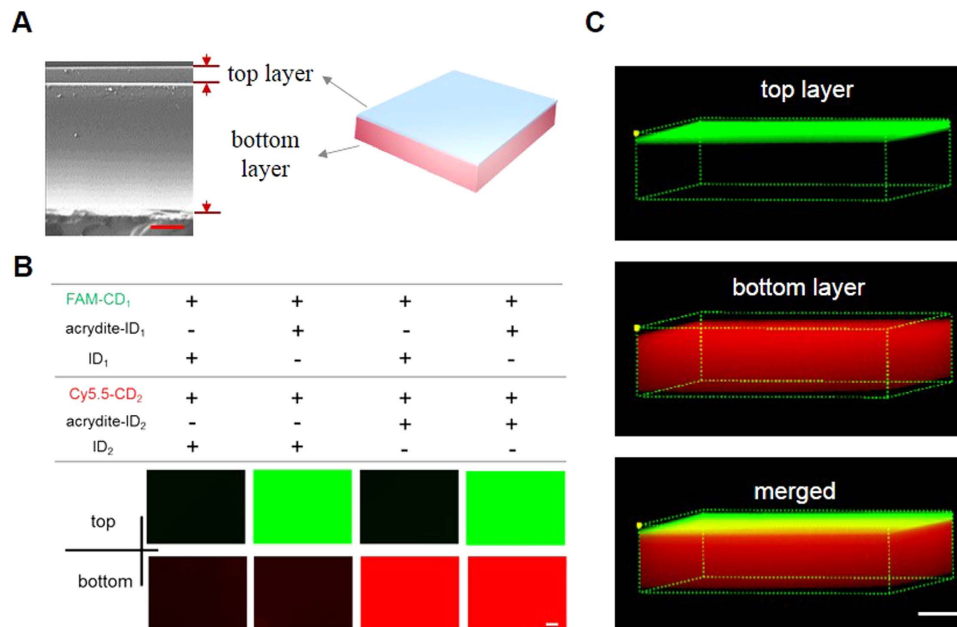 A
top layer
bottom
layer
B
FAM-CD₁ + + + +
acrydite-ID₁ - + - +
ID₁ + - + -
Cy5.5-CD₂ + + + +
acrydite-ID₂ - - + +
ID₂ + + - -
top
bottom
C
top layer
bottom layer
merged